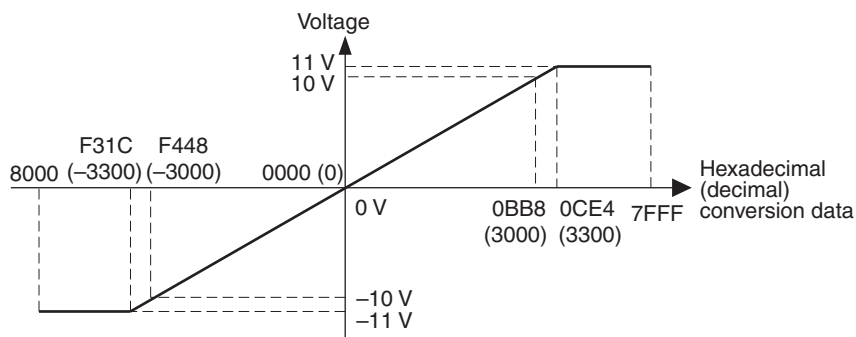 Voltage
11 V
10 V
F31C F448
8000 (–3300) (–3000) 0000 (0)
Hexadecimal
(decimal)
conversion data
0 V 0BB8 0CE4 7FFF
(3000) (3300)
–10 V
–11 V